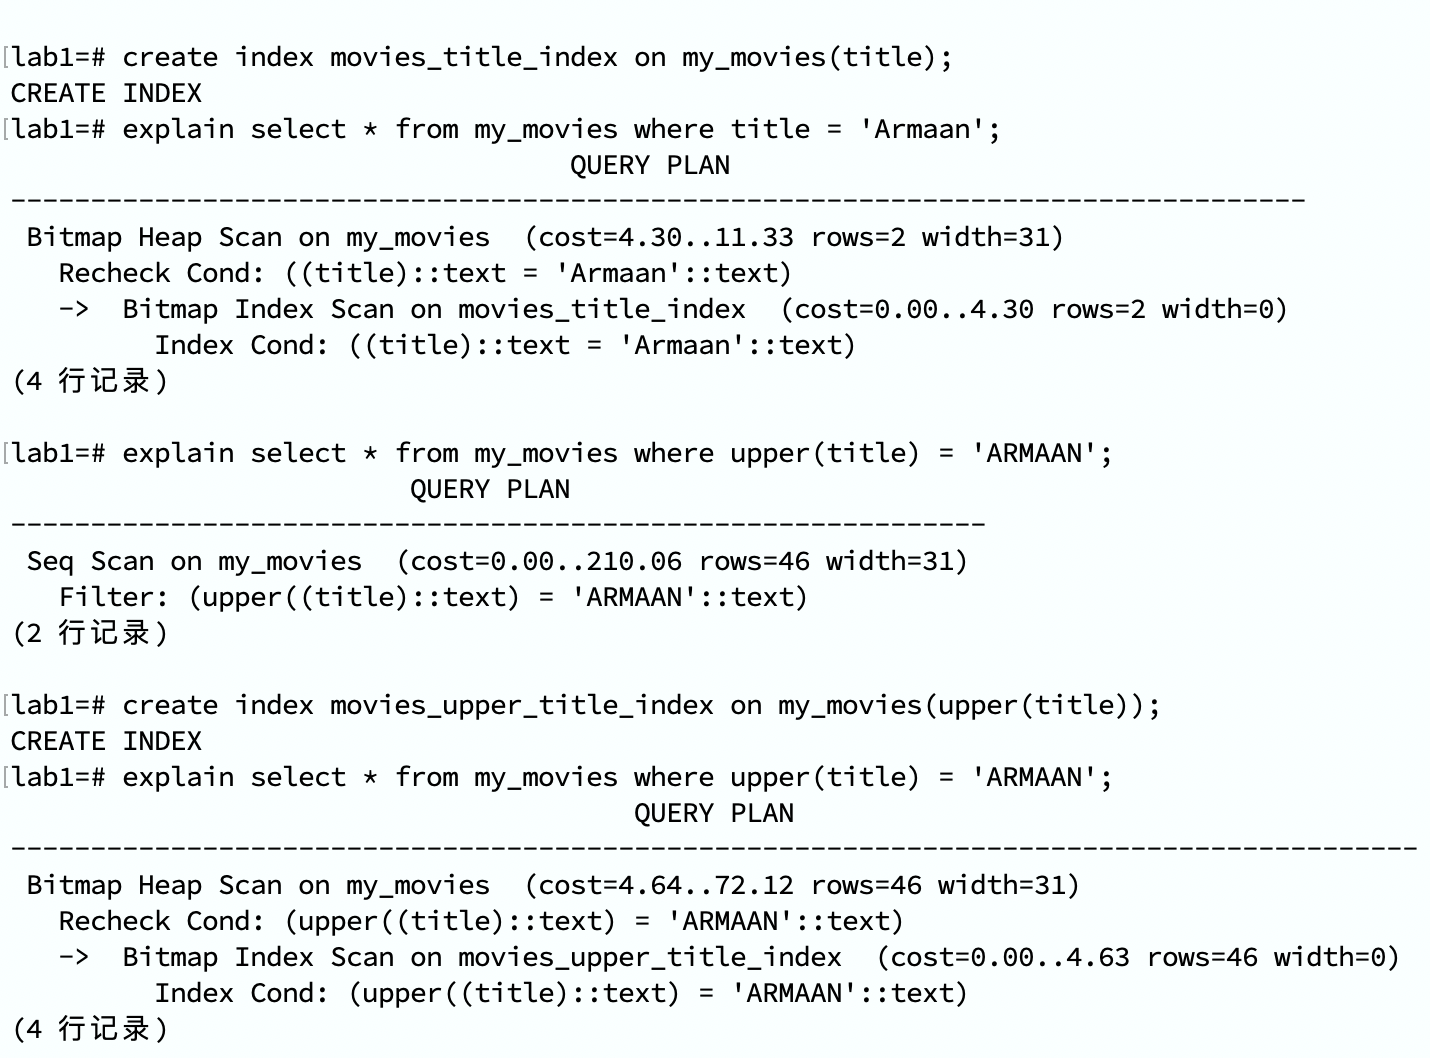 lab1=# create index movies_title_index on my_movies(title);
CREATE INDEX
lab1=# explain select * from my_movies where title = 'Armaan';
                                   QUERY PLAN
---------------------------------------------------------------------------------
 Bitmap Heap Scan on my_movies  (cost=4.30..11.33 rows=2 width=31)
   Recheck Cond: ((title)::text = 'Armaan'::text)
   ->  Bitmap Index Scan on movies_title_index  (cost=0.00..4.30 rows=2 width=0)
         Index Cond: ((title)::text = 'Armaan'::text)
(4 行记录)

lab1=# explain select * from my_movies where upper(title) = 'ARMAAN';
                         QUERY PLAN
-------------------------------------------------------------
 Seq Scan on my_movies  (cost=0.00..210.06 rows=46 width=31)
   Filter: (upper((title)::text) = 'ARMAAN'::text)
(2 行记录)

lab1=# create index movies_upper_title_index on my_movies(upper(title));
CREATE INDEX
lab1=# explain select * from my_movies where upper(title) = 'ARMAAN';
                                       QUERY PLAN
----------------------------------------------------------------------------------------
 Bitmap Heap Scan on my_movies  (cost=4.64..72.12 rows=46 width=31)
   Recheck Cond: (upper((title)::text) = 'ARMAAN'::text)
   ->  Bitmap Index Scan on movies_upper_title_index  (cost=0.00..4.63 rows=46 width=0)
         Index Cond: (upper((title)::text) = 'ARMAAN'::text)
(4 行记录)